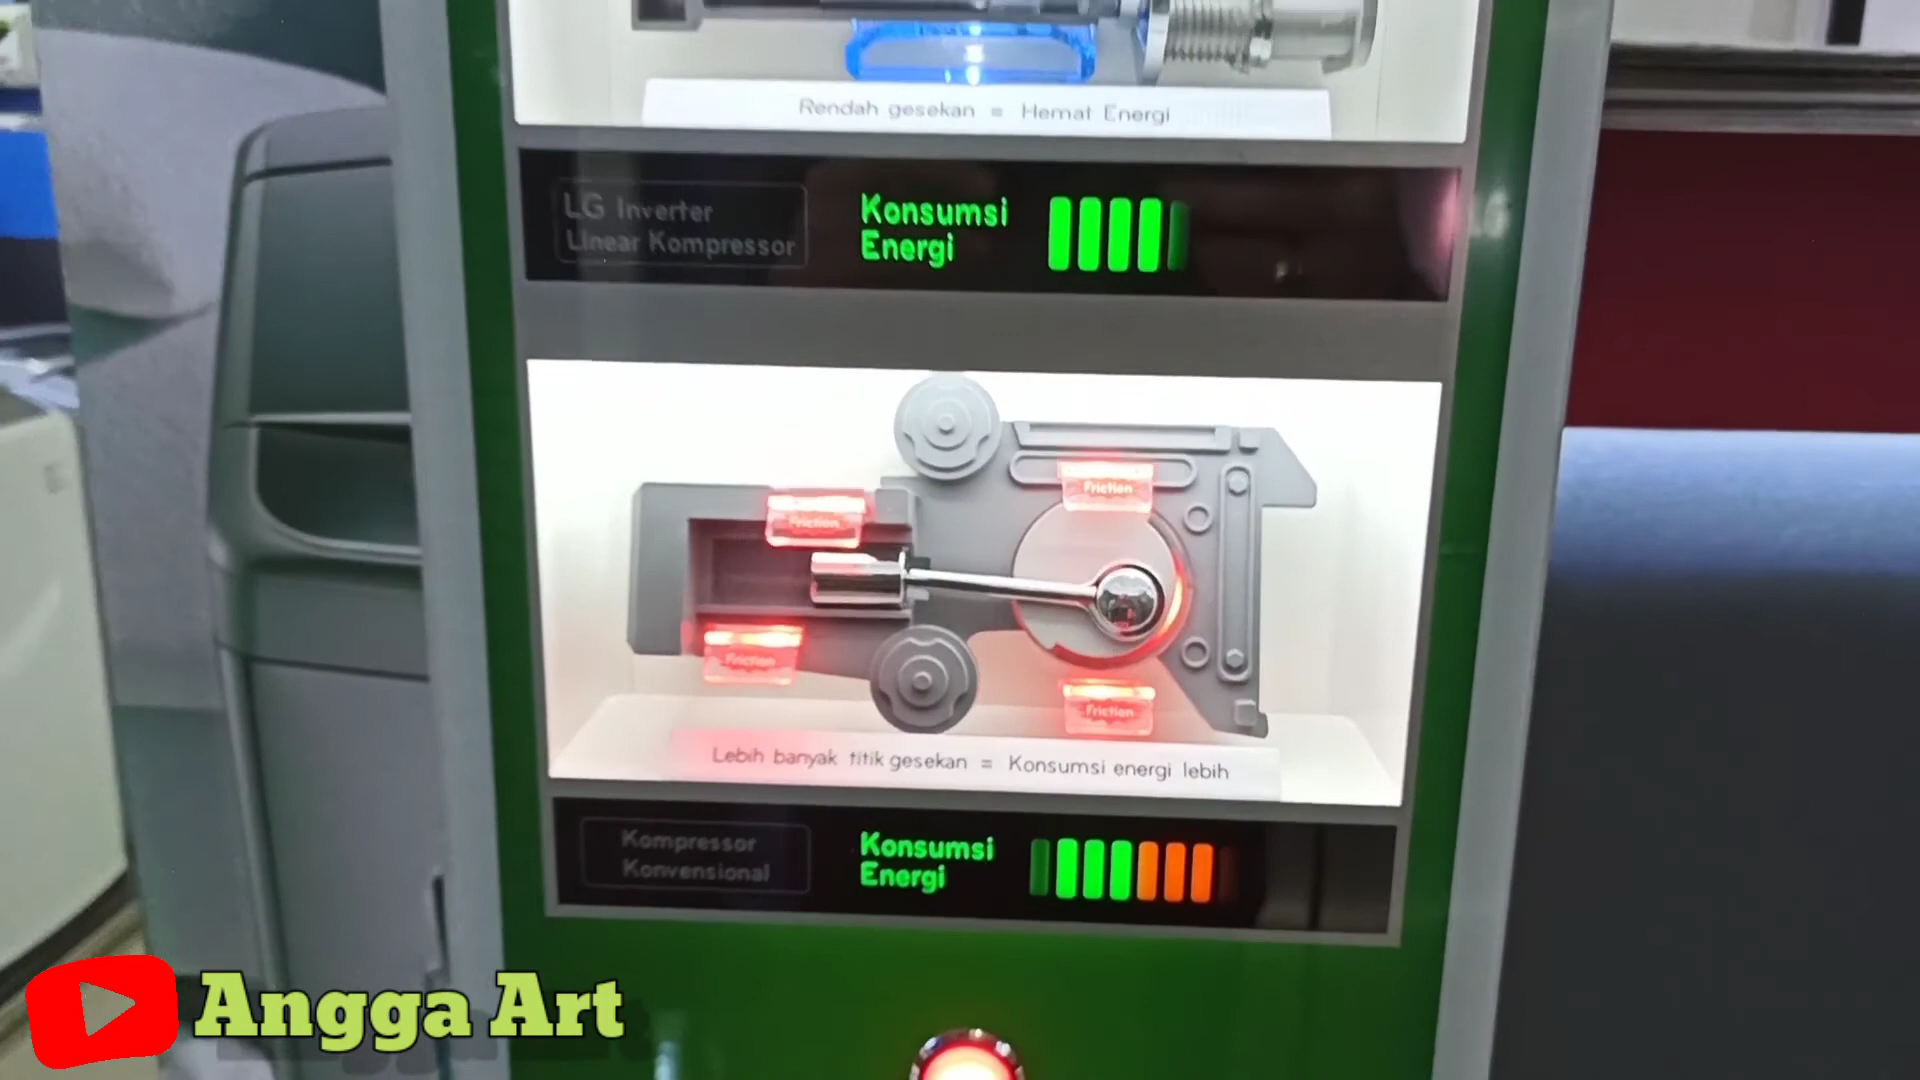 Rendah gesekan = Hemat Energi
LG Inverter
Linear Kompressor
Konsumsi
Energi
Friction
Friction
Friction
Friction
Lebih banyak titik gesekan = Konsumsi energi lebih
Kompressor
Konvensional
Konsumsi
Energi
Angga Art